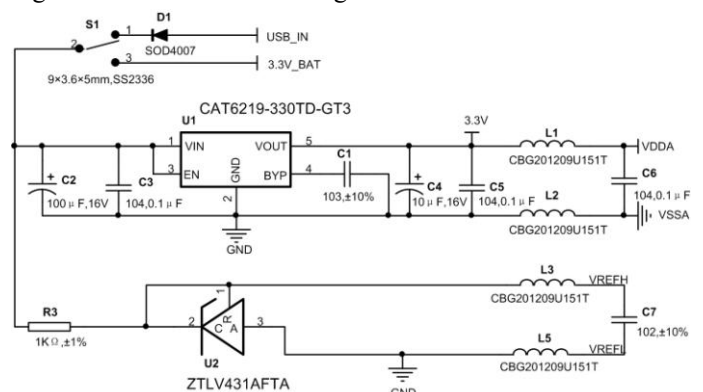 S1
D1
1
2
USB_IN
SOD4007
3
3.3V_BAT
9×3.6×5mm,SS2336
CAT6219-330TD-GT3
U1
3.3V
1
VIN
VOUT
5
L1
VDDA
CBG201209U151T
3
EN
GND
BYP
4
C1
C2
C3
C4
C5
C6
2
103,±10%
100μF,16V
104,0.1μF
10μF,16V
104,0.1μF
L2
104,0.1μF
VSSA
CBG201209U151T
GND
L3
VREFH
CBG201209U151T
1
R
R3
2
C A
3
C7
1KΩ,±1%
102,±10%
U2
L5
VREFL
ZTLV431AFTA
CBG201209U151T
GND